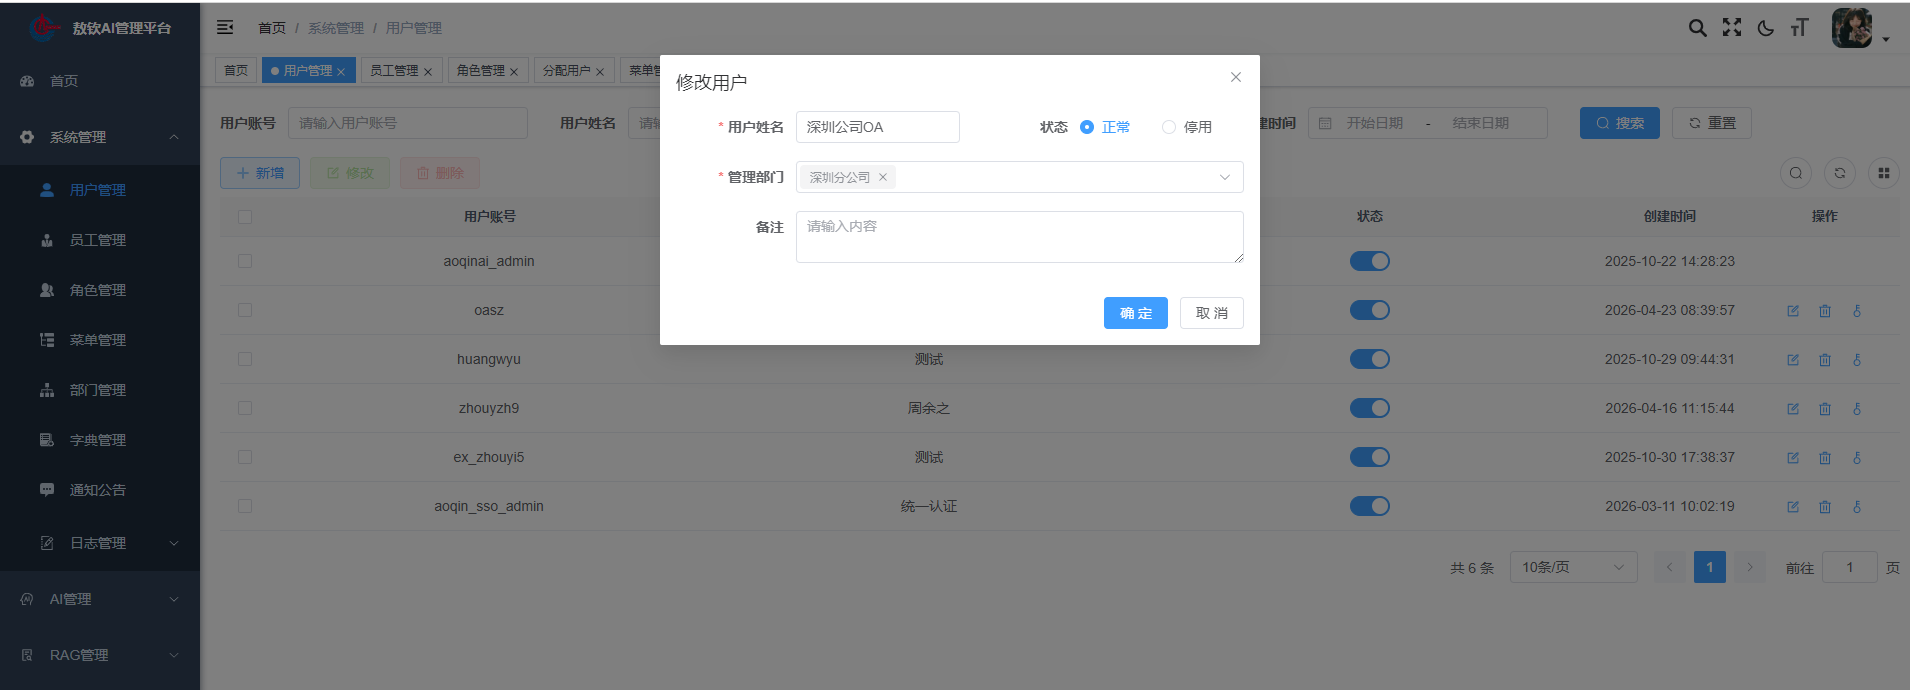 敖钦AI管理平台
首页 / 系统管理 / 用户管理
首页
用户管理
员工管理
角色管理
分配用户
首页
系统管理
用户管理
员工管理
角色管理
菜单管理
部门管理
字典管理
通知公告
日志管理
AI管理
RAG管理
用户账号 请输入用户账号
用户姓名
建时间 开始日期 - 结束日期
搜索 重置
新增 修改 删除
修改用户
* 用户姓名 深圳公司OA 状态 正常 停用
* 管理部门 深圳分公司
备注 请输入内容
确 定 取 消
用户账号 状态 创建时间 操作
aoqinai_admin 2025-10-22 14:28:23
oasz 2026-04-23 08:39:57
huangwyu 测试 2025-10-29 09:44:31
zhouyzh9 周余之 2026-04-16 11:15:44
ex_zhouyi5 测试 2025-10-30 17:38:37
aoqin_sso_admin 统一认证 2026-03-11 10:02:19
共 6 条 10条/页 1 前往 1 页